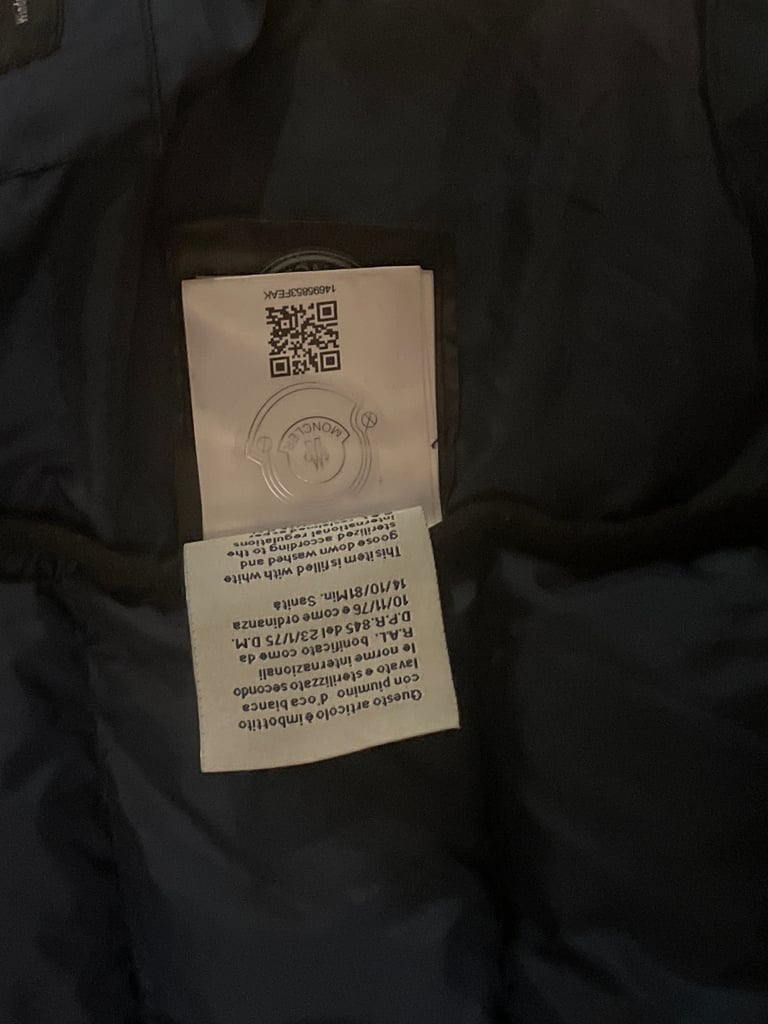 Questo articolo è imbottito
con piumino d'oca bianca
lavato e sterilizzato secondo
le norme internazionali
R.A.L. bonificato come da
D.P.R.845 del 23/1/75 D.M.
10/11/76 e come ordinanza
14/10/81Min. Sanità
This item is filled with white
goose down washed and
sterilized according to the
international regulations
MONCLER
14695853FEAK